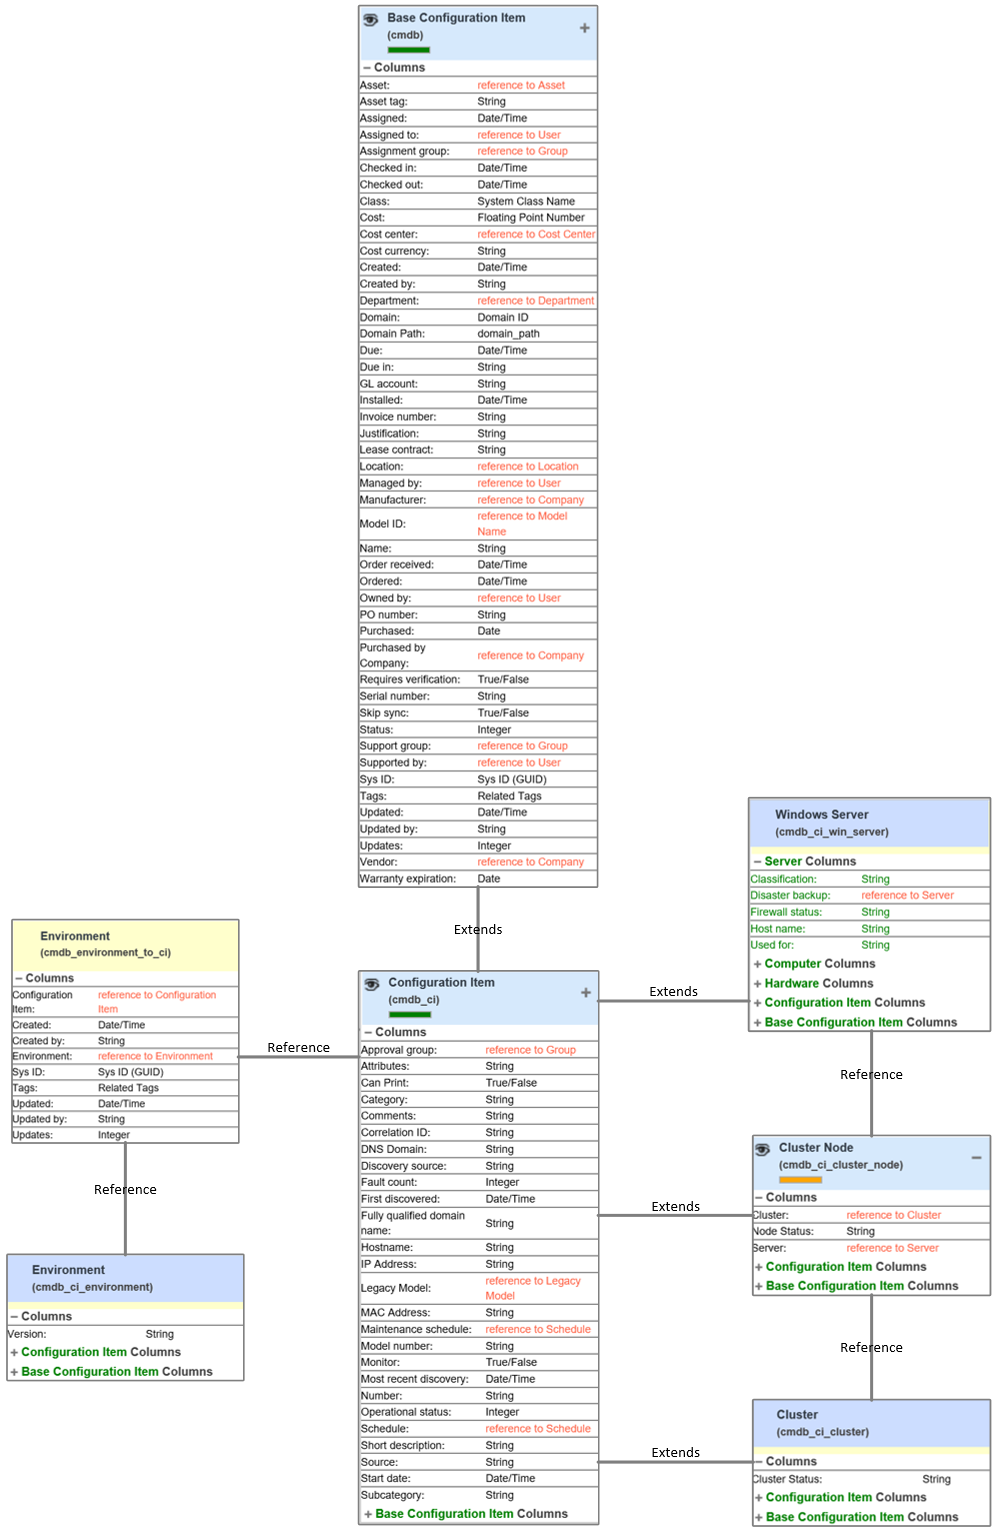 Base Configuration Item
(cmdb)
+
– Columns
Asset: reference to Asset
Asset tag: String
Assigned: Date/Time
Assigned to: reference to User
Assignment group: reference to Group
Checked in: Date/Time
Checked out: Date/Time
Class: System Class Name
Cost: Floating Point Number
Cost center: reference to Cost Center
Cost currency: String
Created: Date/Time
Created by: String
Department: reference to Department
Domain: Domain ID
Domain Path: domain_path
Due: Date/Time
Due in: String
GL account: String
Installed: Date/Time
Invoice number: String
Justification: String
Lease contract: String
Location: reference to Location
Managed by: reference to User
Manufacturer: reference to Company
Model ID: reference to Model
Name
Name: String
Order received: Date/Time
Ordered: Date/Time
Owned by: reference to User
PO number: String
Purchased: Date
Purchased by
Company: reference to Company
Requires verification: True/False
Serial number: String
Skip sync: True/False
Status: Integer
Support group: reference to Group
Supported by: reference to User
Sys ID: Sys ID (GUID)
Tags: Related Tags
Updated: Date/Time
Updated by: String
Updates: Integer
Vendor: reference to Company
Warranty expiration: Date
Extends
Environment
(cmdb_environment_to_ci)
– Columns
Configuration reference to Configuration
Item: Item
Created: Date/Time
Created by: String
Environment: reference to Environment
Sys ID: Sys ID (GUID)
Tags: Related Tags
Updated: Date/Time
Updated by: String
Updates: Integer
Reference
Reference
Environment
(cmdb_ci_environment)
– Columns
Version: String
+ Configuration Item Columns
+ Base Configuration Item Columns
Configuration Item
(cmdb_ci)
+
– Columns
Approval group: reference to Group
Attributes: String
Can Print: True/False
Category: String
Comments: String
Correlation ID: String
DNS Domain: String
Discovery source: String
Fault count: Integer
First discovered: Date/Time
Fully qualified domain
name: String
Hostname: String
IP Address: String
Legacy Model: reference to Legacy
Model
MAC Address: String
Maintenance schedule: reference to Schedule
Model number: String
Monitor: True/False
Most recent discovery: Date/Time
Number: String
Operational status: Integer
Schedule: reference to Schedule
Short description: String
Source: String
Start date: Date/Time
Subcategory: String
+ Base Configuration Item Columns
Extends
Extends
Extends
Windows Server
(cmdb_ci_win_server)
– Server Columns
Classification: String
Disaster backup: reference to Server
Firewall status: String
Host name: String
Used for: String
+ Computer Columns
+ Hardware Columns
+ Configuration Item Columns
+ Base Configuration Item Columns
Reference
Cluster Node
(cmdb_ci_cluster_node)
–
– Columns
Cluster: reference to Cluster
Node Status: String
Server: reference to Server
+ Configuration Item Columns
+ Base Configuration Item Columns
Reference
Cluster
(cmdb_ci_cluster)
– Columns
Cluster Status: String
+ Configuration Item Columns
+ Base Configuration Item Columns